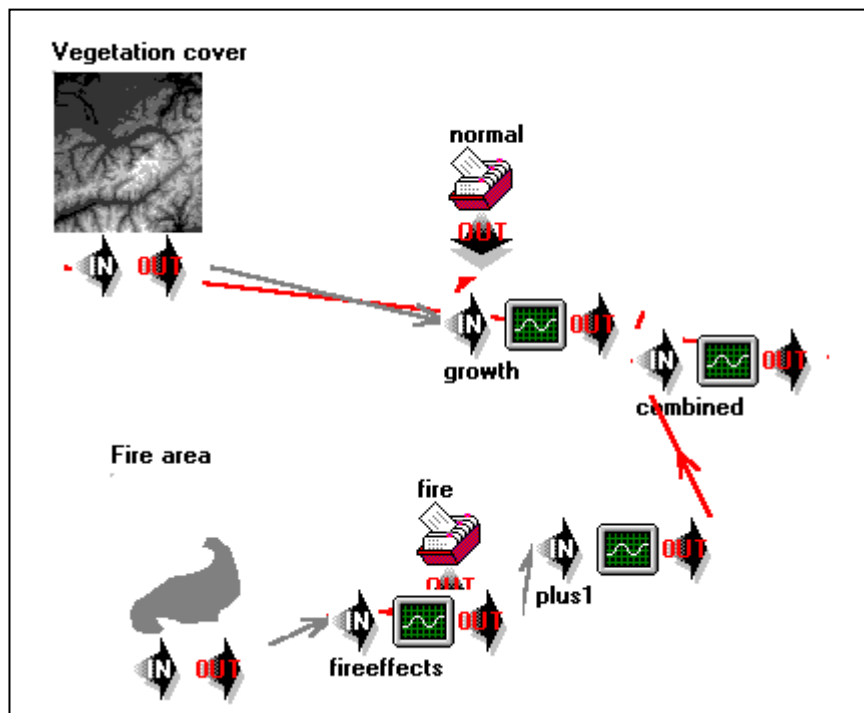 Vegetation cover
normal
OUT
IN OUT
IN OUT
growth
IN OUT
combined
Fire area
fire
OUT
IN OUT
plus1
IN OUT
fireeffects
IN OUT